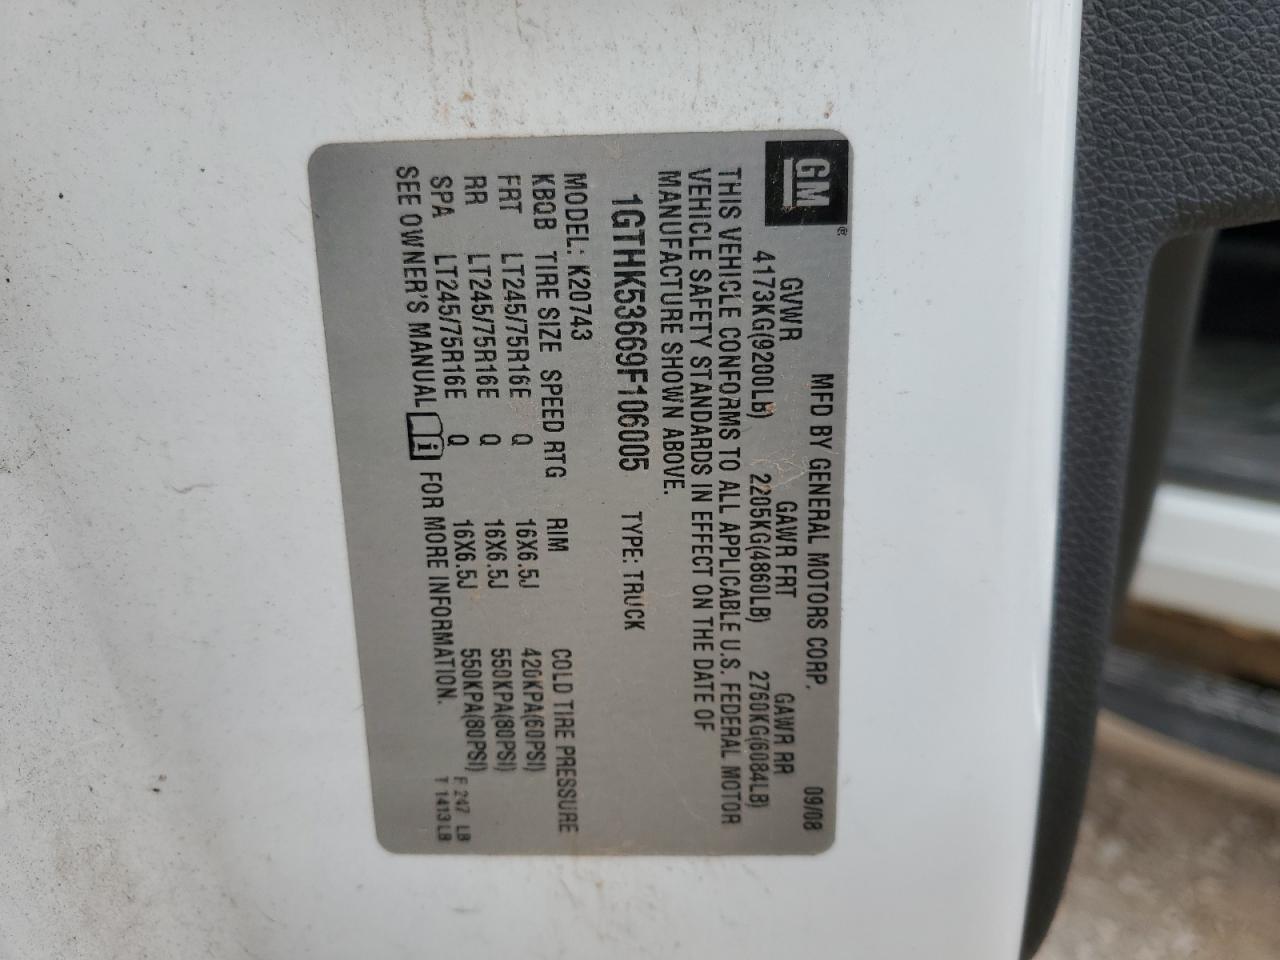 GM®
MFD BY GENERAL MOTORS CORP. 09/08
GVWR GAWR FRT GAWR RR
4173KG(9200LB) 2205KG(4860LB) 2760KG(6084LB)
THIS VEHICLE CONFORMS TO ALL APPLICABLE U.S. FEDERAL MOTOR
VEHICLE SAFETY STANDARDS IN EFFECT ON THE DATE OF
MANUFACTURE SHOWN ABOVE.
1GTHK53669F106005 TYPE: TRUCK
MODEL: K20743
KBQB TIRE SIZE SPEED RTG RIM COLD TIRE PRESSURE
FRT LT245/75R16E Q 16X6.5J 420KPA(60PSI)
RR LT245/75R16E Q 16X6.5J 550KPA(80PSI)
SPA LT245/75R16E Q 16X6.5J 550KPA(80PSI)
SEE OWNER'S MANUAL i FOR MORE INFORMATION.
F 247 LB
T 1413 LB